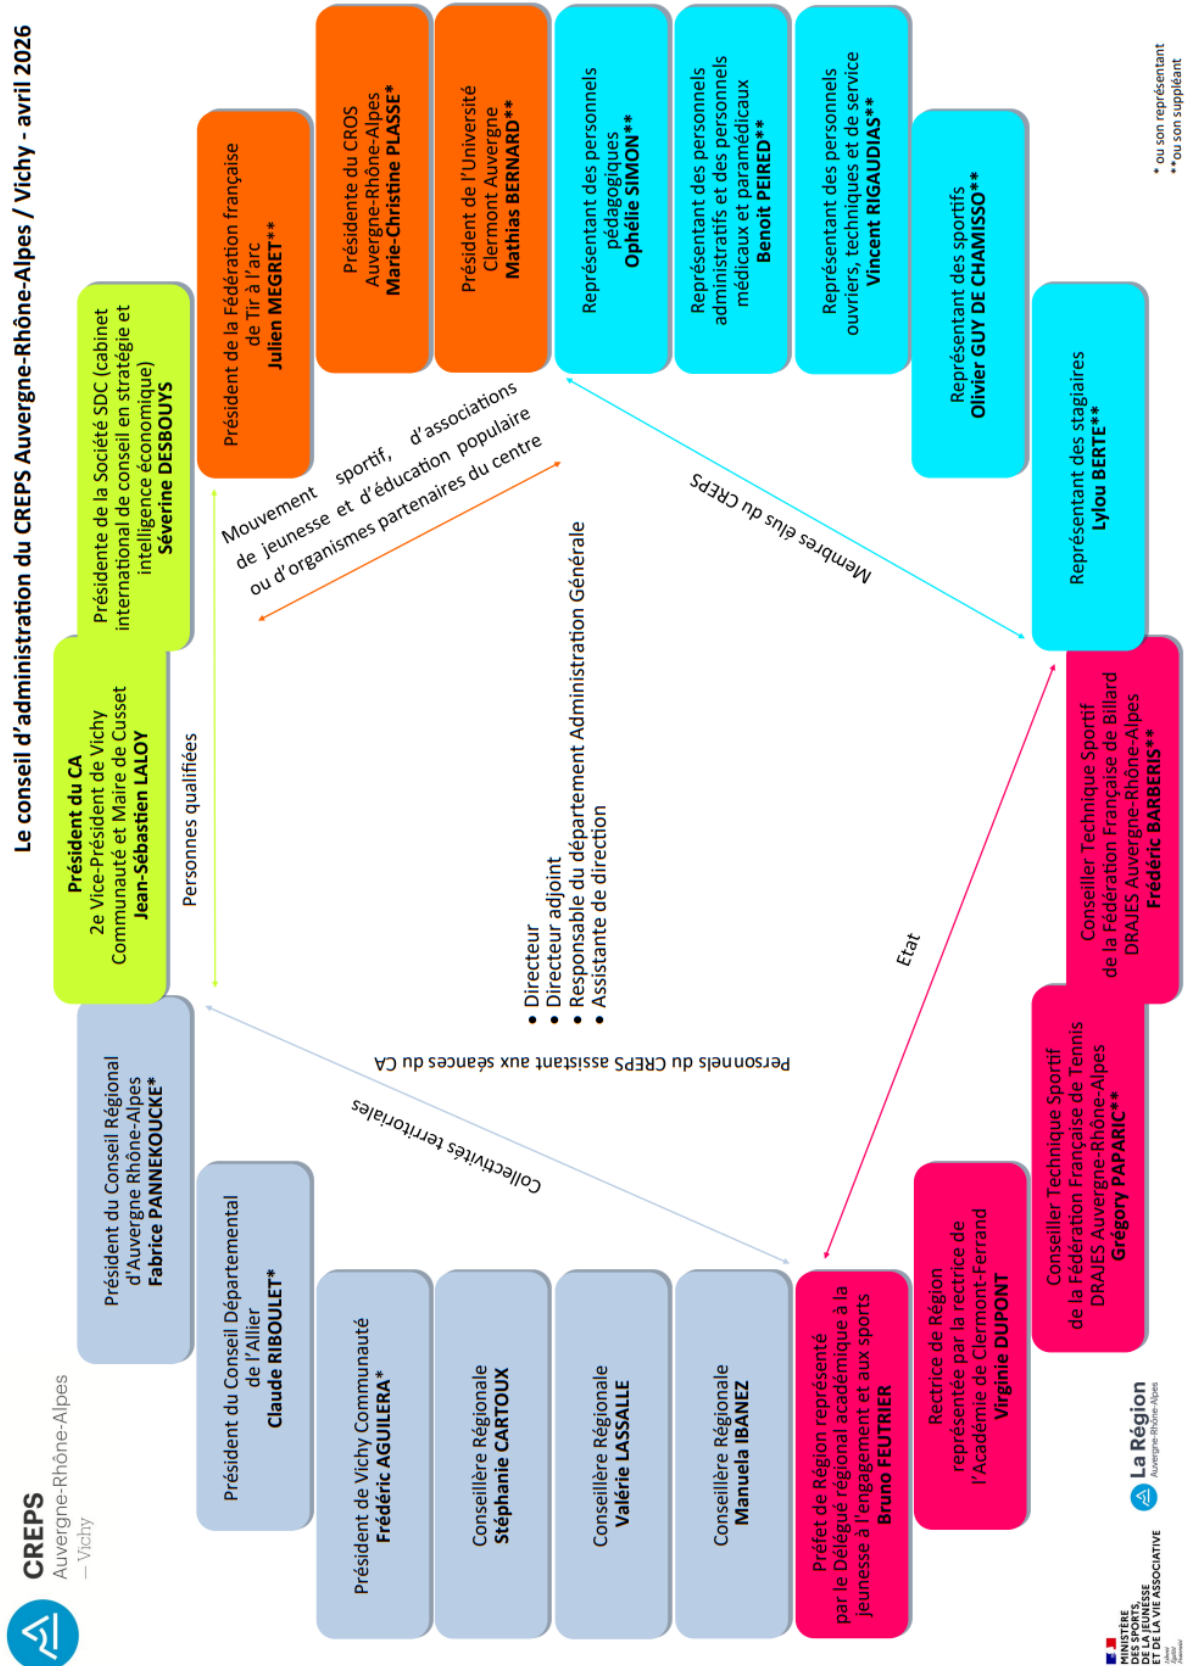 Le conseil d'administration du CREPS Auvergne-Rhône-Alpes / Vichy - avril 2026
CREPS
Auvergne-Rhône-Alpes
— Vichy
Président du Conseil Régional
d'Auvergne Rhône-Alpes
Fabrice PANNEKOUCKE*
Président du CA
2e Vice-Président de Vichy
Communauté et Maire de Cusset
Jean-Sébastien LALOY
Présidente de la Société SDC (cabinet
international de conseil en stratégie et
intelligence économique)
Séverine DESBOUYS
Personnes qualifiées
Président du Conseil Départemental
de l'Allier
Claude RIBOULET*
Président de la Fédération française
de Tir à l'arc
Julien MEGRET**
Président de Vichy Communauté
Frédéric AGUILERA*
Présidente du CROS
Auvergne-Rhône-Alpes
Marie-Christine PLASSE*
Conseillère Régionale
Stéphanie CARTOUX
Président de l'Université
Clermont Auvergne
Mathias BERNARD**
Mouvement sportif, d'associations
de jeunesse et d'éducation populaire
ou d'organismes partenaires du centre
Collectivités territoriales
Personnels du CREPS assistant aux séances du CA
• Directeur
• Directeur adjoint
• Responsable du département Administration Générale
• Assistante de direction
Conseillère Régionale
Valérie LASSALLE
Représentant des personnels
pédagogiques
Ophélie SIMON**
Conseillère Régionale
Manuela IBANEZ
Représentant des personnels
administratifs et des personnels
médicaux et paramédicaux
Benoit PEIRED**
Membres élus du CREPS
Préfet de Région représenté
par le Délégué régional académique à la
jeunesse à l'engagement et aux sports
Bruno FEUTRIER
Représentant des personnels
ouvriers, techniques et de service
Vincent RIGAUDIAS**
Etat
Rectrice de Région
représentée par la rectrice de
l'Académie de Clermont-Ferrand
Virginie DUPONT
Représentant des sportifs
Olivier GUY DE CHAMISSO**
Conseiller Technique Sportif
de la Fédération Française de Tennis
DRAJES Auvergne-Rhône-Alpes
Grégory PAPARIC**
Conseiller Technique Sportif
de la Fédération Française de Billard
DRAJES Auvergne-Rhône-Alpes
Frédéric BARBERIS**
Représentant des stagiaires
Lylou BERTE**
MINISTÈRE
DES SPORTS,
DE LA JEUNESSE
ET DE LA VIE ASSOCIATIVE
Liberté
Égalité
Fraternité
La Région
Auvergne-Rhône-Alpes
* ou son représentant
**ou son suppléant